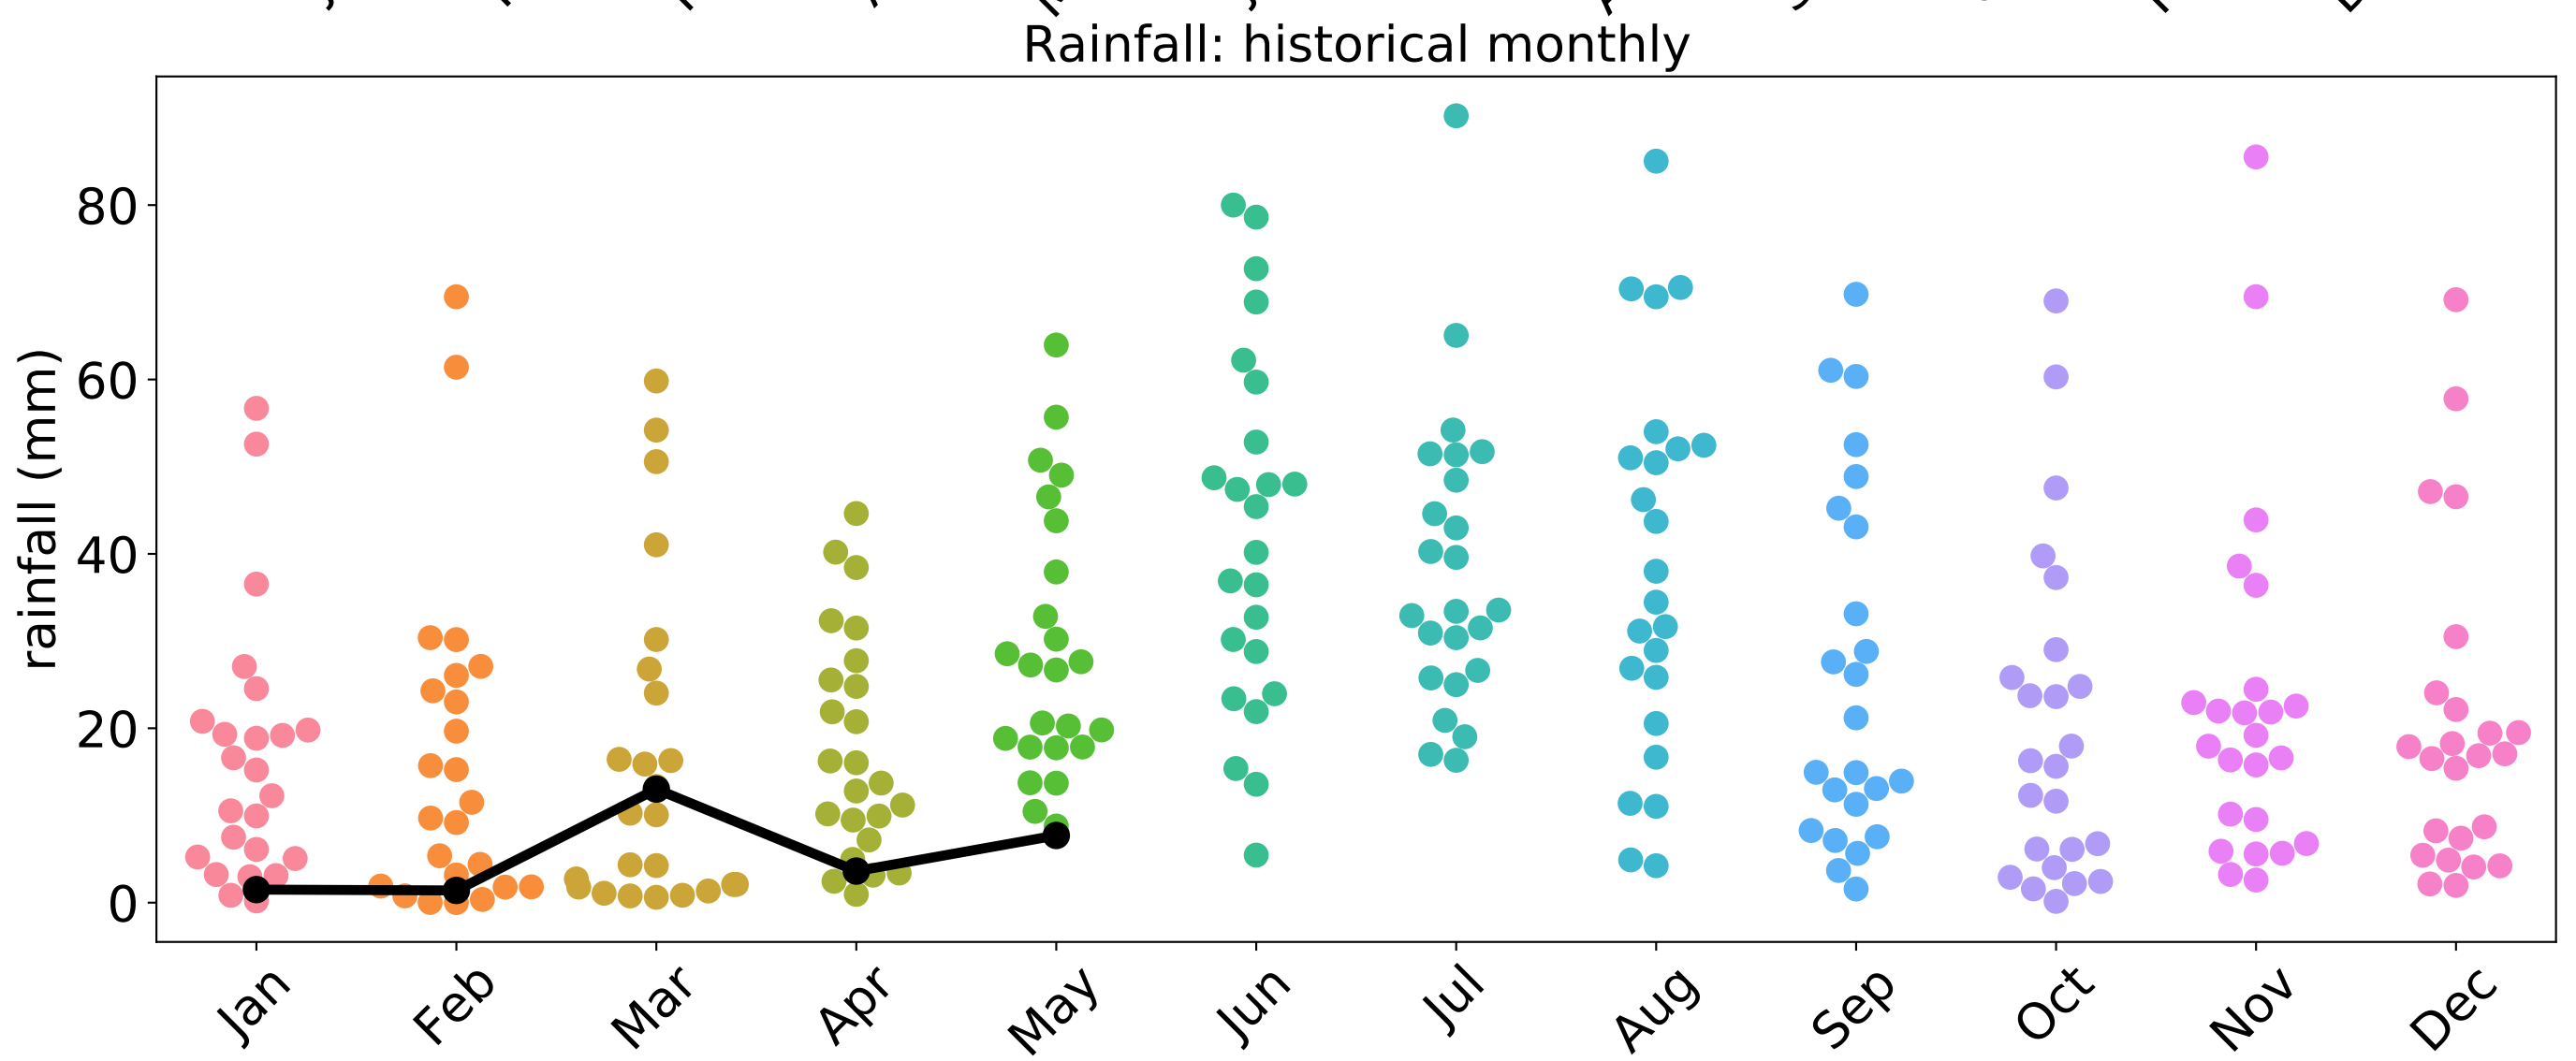 Rainfall: historical monthly
rainfall (mm)
80
60
40
20
0
Jan
Feb
Mar
Apr
May
Jun
Jul
Aug
Sep
Oct
Nov
Dec